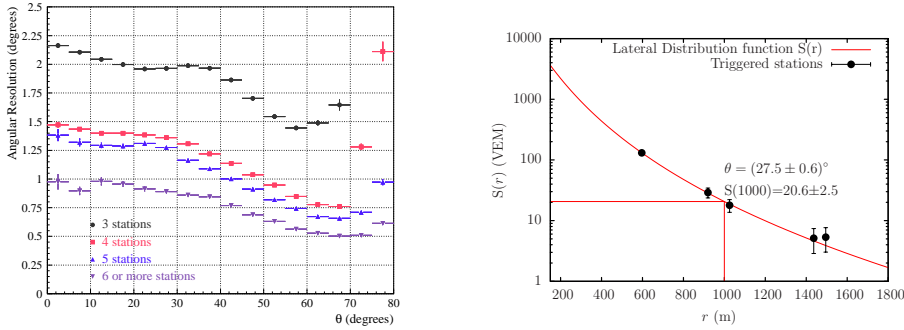 Angular Resolution (degrees)
2.5
2.25
2
1.75
1.5
1.25
1
0.75
0.5
0.25
0
3 stations
4 stations
5 stations
6 or more stations
0 10 20 30 40 50 60 70 80
θ (degrees)
S(r) (VEM)
10000
1000
100
10
1
Lateral Distribution function S(r)
Triggered stations
θ = (27.5 ± 0.6)°
S(1000)=20.6±2.5
200 400 600 800 1000 1200 1400 1600 1800
r (m)